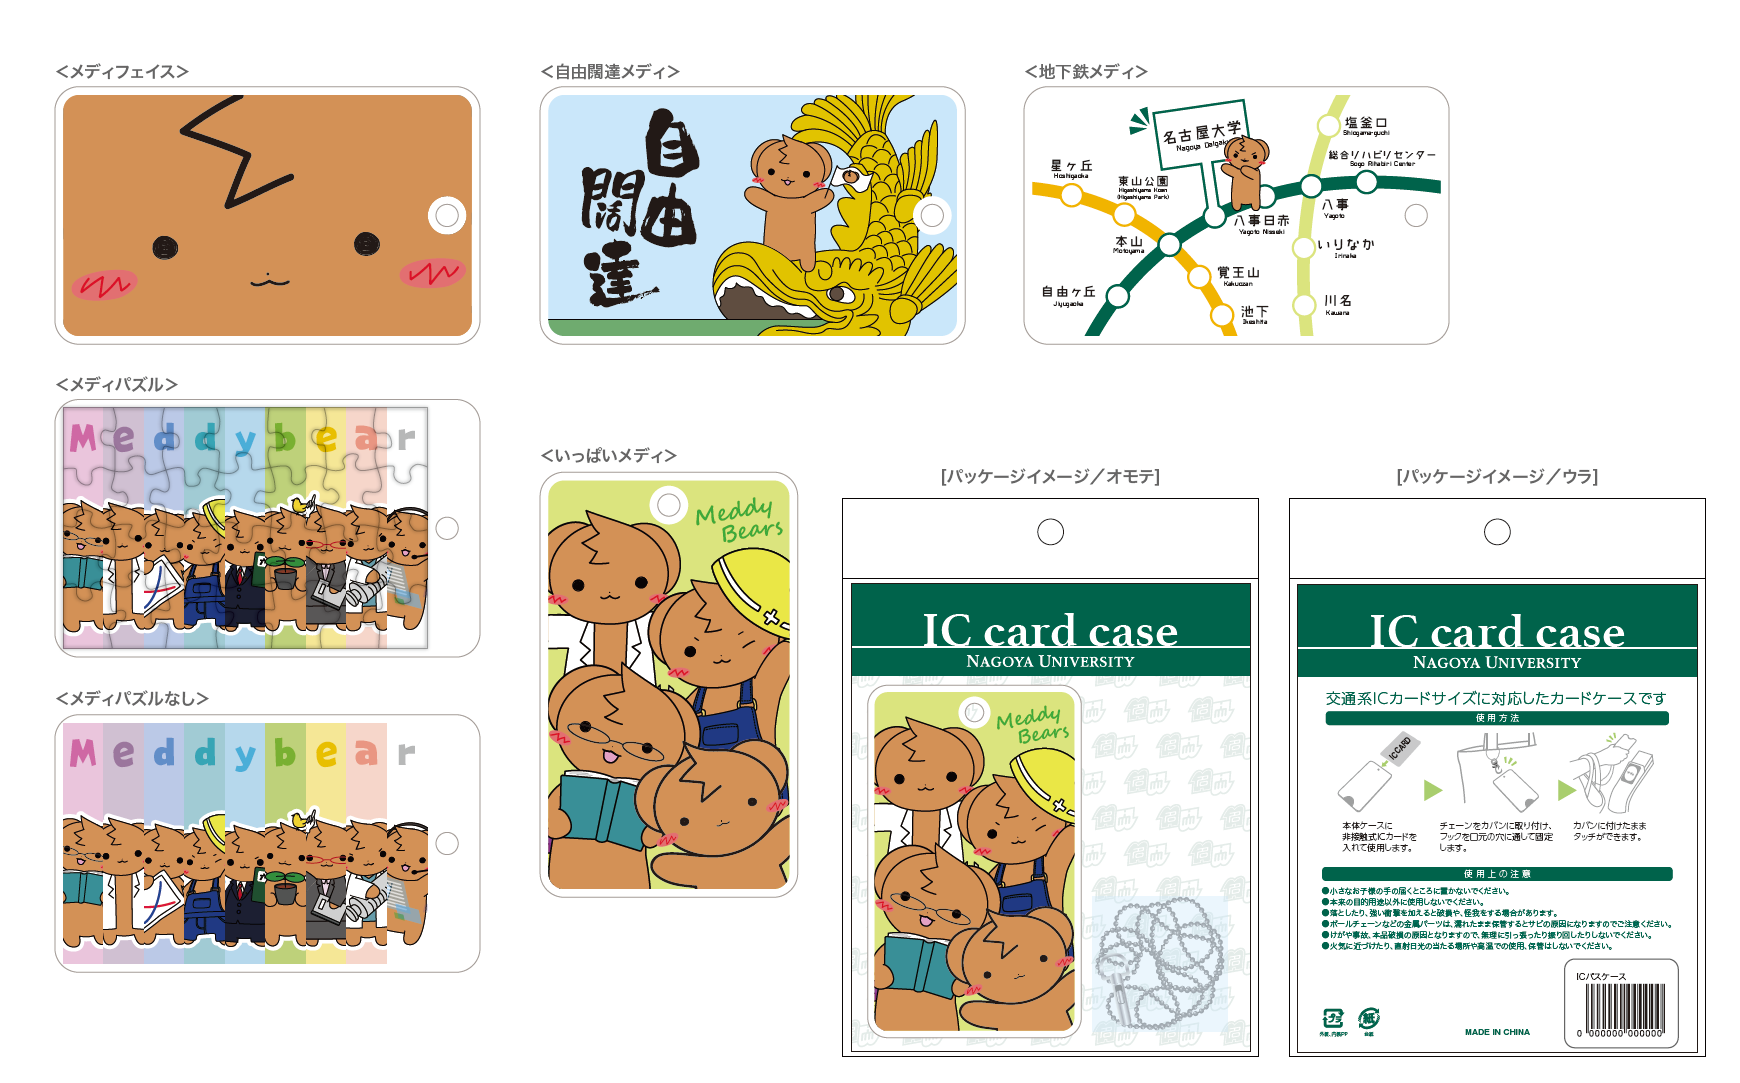 ＜メディフェイス＞
＜自由闊達メディ＞
自由
闊達
＜地下鉄メディ＞
名古屋大学
塩釜口
Shiogama-guchi
総合リハビリセンター
Sogo Rihabiri Center
星ヶ丘
Hoshigaoka
東山公園
Higashiyama Koen
(Higashiyama Park)
八事
Yagoto
八事日赤
Yagoto Nisseki
本山
Motoyama
いりなか
Irinaka
覚王山
Kakuozan
自由ヶ丘
Jiyugaoka
川名
Kawana
池下
Ikeshita
＜メディパズル＞
Meddybear
＜メディパズルなし＞
Meddybear
＜いっぱいメディ＞
Meddy
Bears
[パッケージイメージ／オモテ]
IC card case
NAGOYA UNIVERSITY
Meddy
Bears
[パッケージイメージ／ウラ]
IC card case
NAGOYA UNIVERSITY
交通系ICカードサイズに対応したカードケースです
使用方法
IC CARD
本体ケースに
非接触式ICカードを
入れて使用します。
チェーンをカバンに取り付け、
フックを口元の穴に通して固定
します。
カバンに付けたまま
タッチができます。
使用上の注意
●小さなお子様の手の届くところに置かないでください。
●本来の目的用途以外に使用しないでください。
●落としたり、強い衝撃を加えると破損や、怪我をする場合があります。
●ボールチェーンなどの金属パーツは、濡れたまま保管するとサビの原因になりますのでご注意ください。
●けがや事故、本品破損の原因となりますので、無理に引っ張ったり振り回したりしないでください。
●火気に近づけたり、直射日光の当たる場所や高温での使用、保管はしないでください。
ICパスケース
0 000000 000000
プラ
紙
MADE IN CHINA